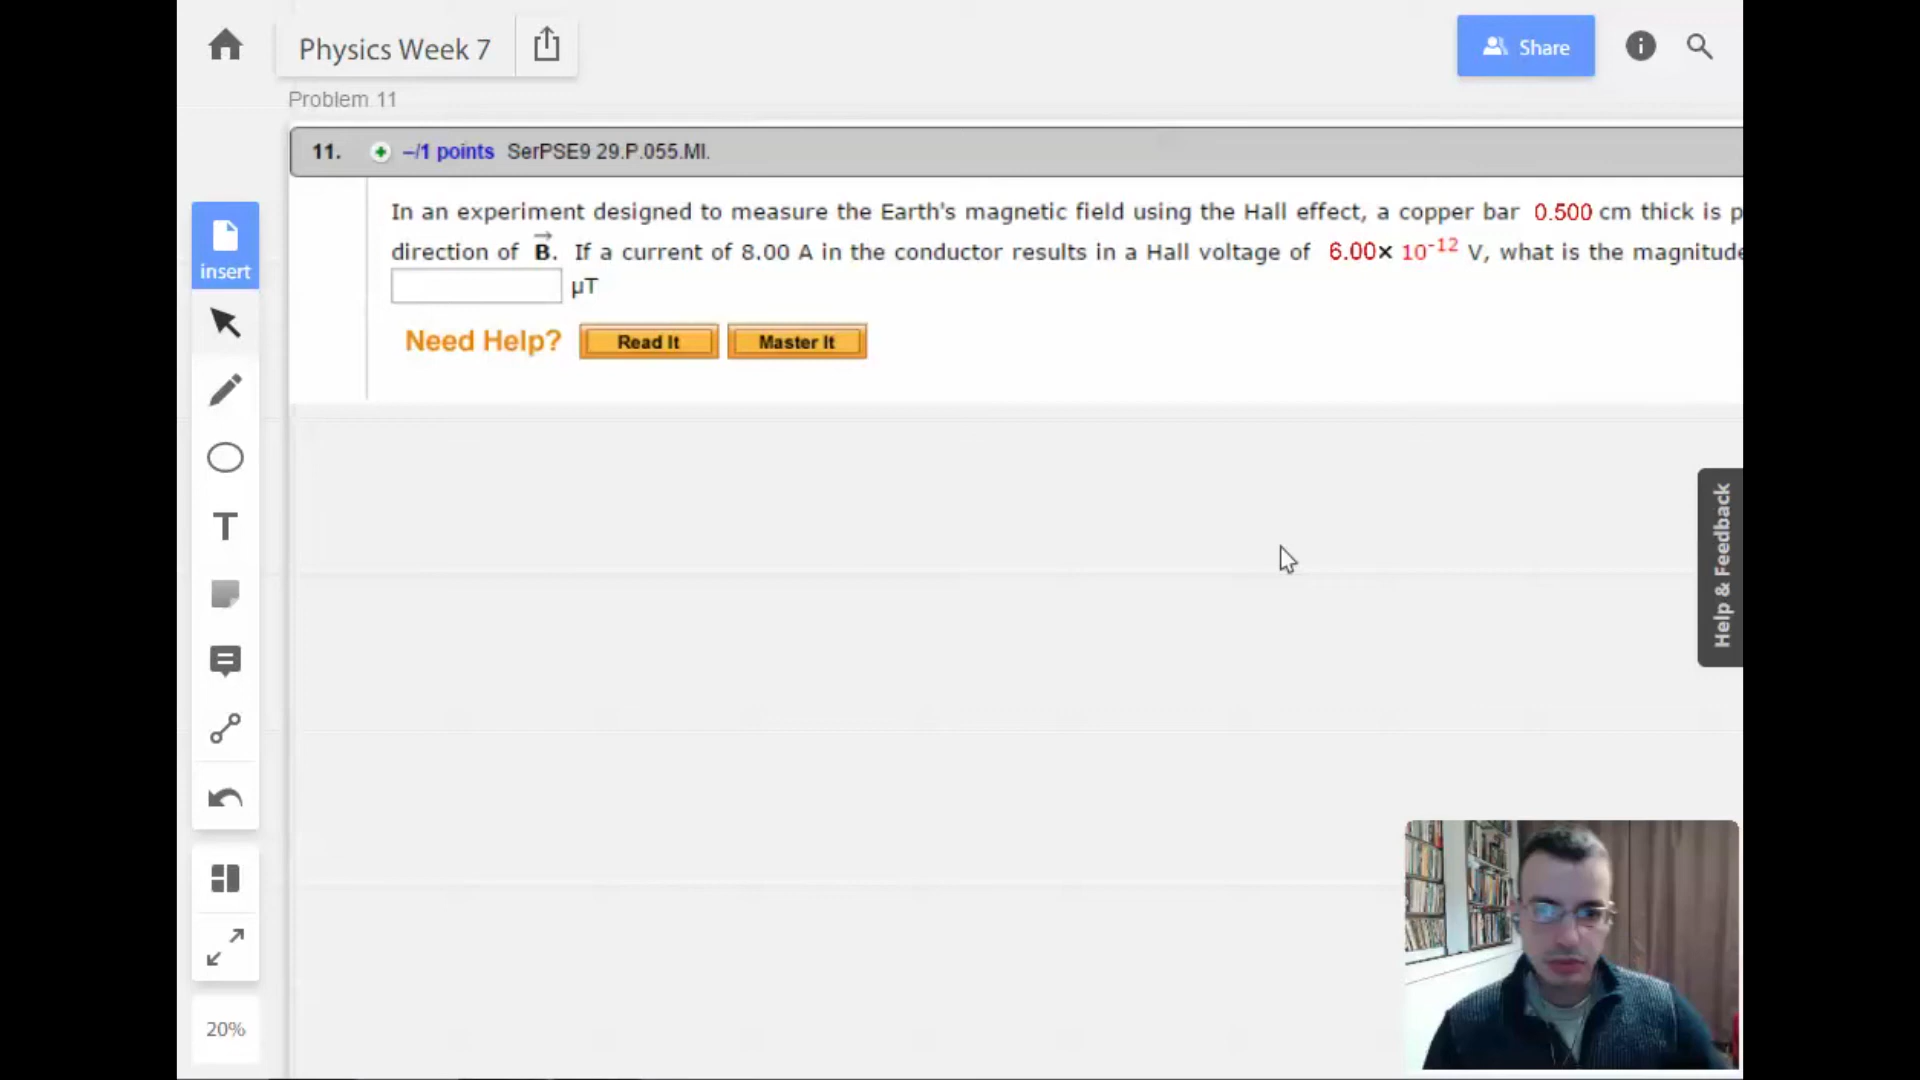 Physics Week 7
Share
Problem 11
11. –/1 points SerPSE9 29.P.055.MI.
In an experiment designed to measure the Earth's magnetic field using the Hall effect, a copper bar 0.500 cm thick is p
direction of B. If a current of 8.00 A in the conductor results in a Hall voltage of 6.00× 10⁻¹² V, what is the magnitude
µT
Need Help? Read It Master It
insert
T
Help & Feedback
20%